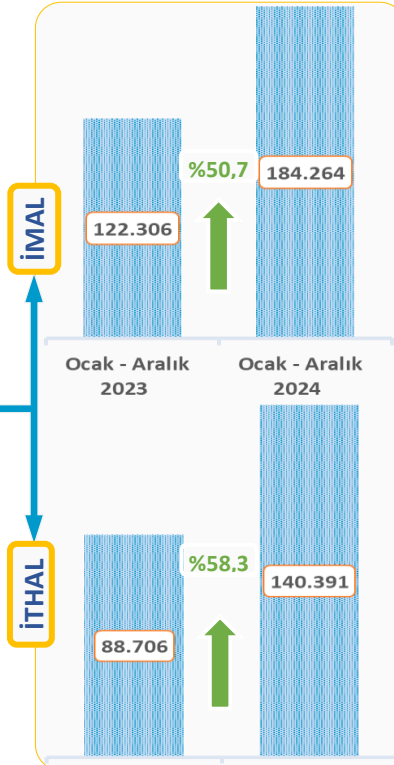 İMAL
%50,7
184.264
122.306
Ocak - Aralık
2023
Ocak - Aralık
2024
İTHAL
%58,3
140.391
88.706